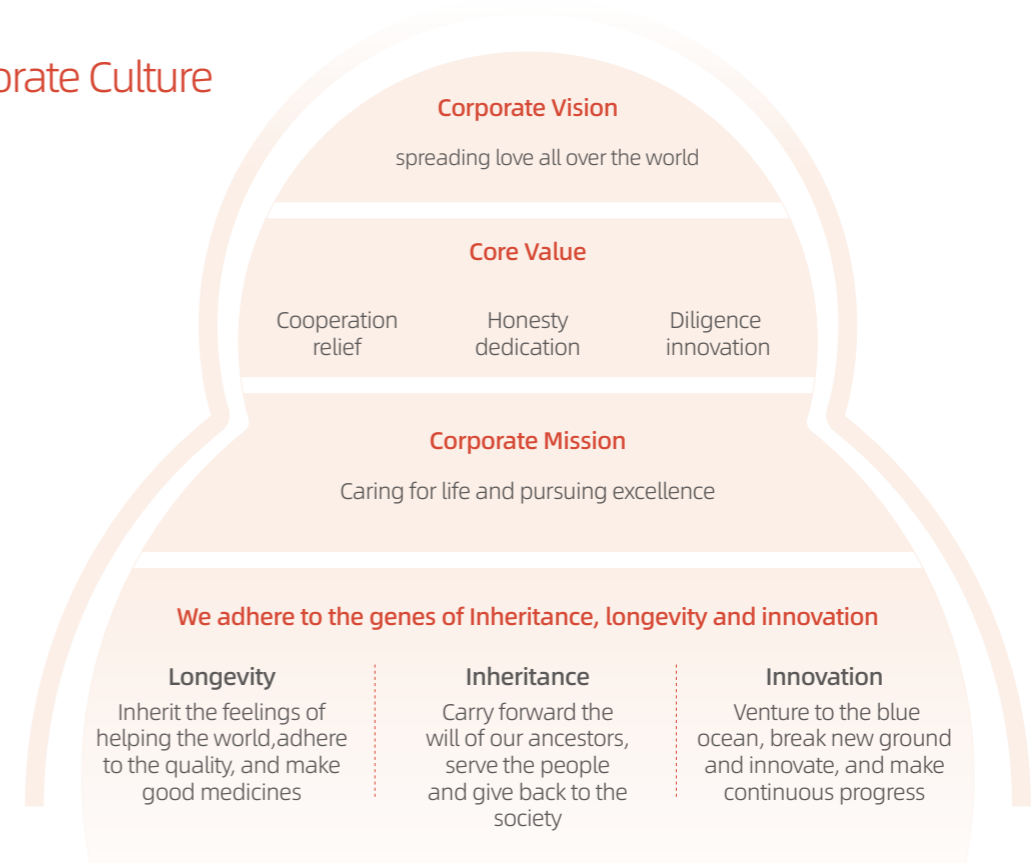 orate Culture
Corporate Vision
spreading love all over the world
Core Value
Cooperation
relief
Honesty
dedication
Diligence
innovation
Corporate Mission
Caring for life and pursuing excellence
We adhere to the genes of Inheritance, longevity and innovation
Longevity
Inherit the feelings of
helping the world,adhere
to the quality, and make
good medicines
Inheritance
Carry forward the
will of our ancestors,
serve the people
and give back to the
society
Innovation
Venture to the blue
ocean, break new ground
and innovate, and make
continuous progress